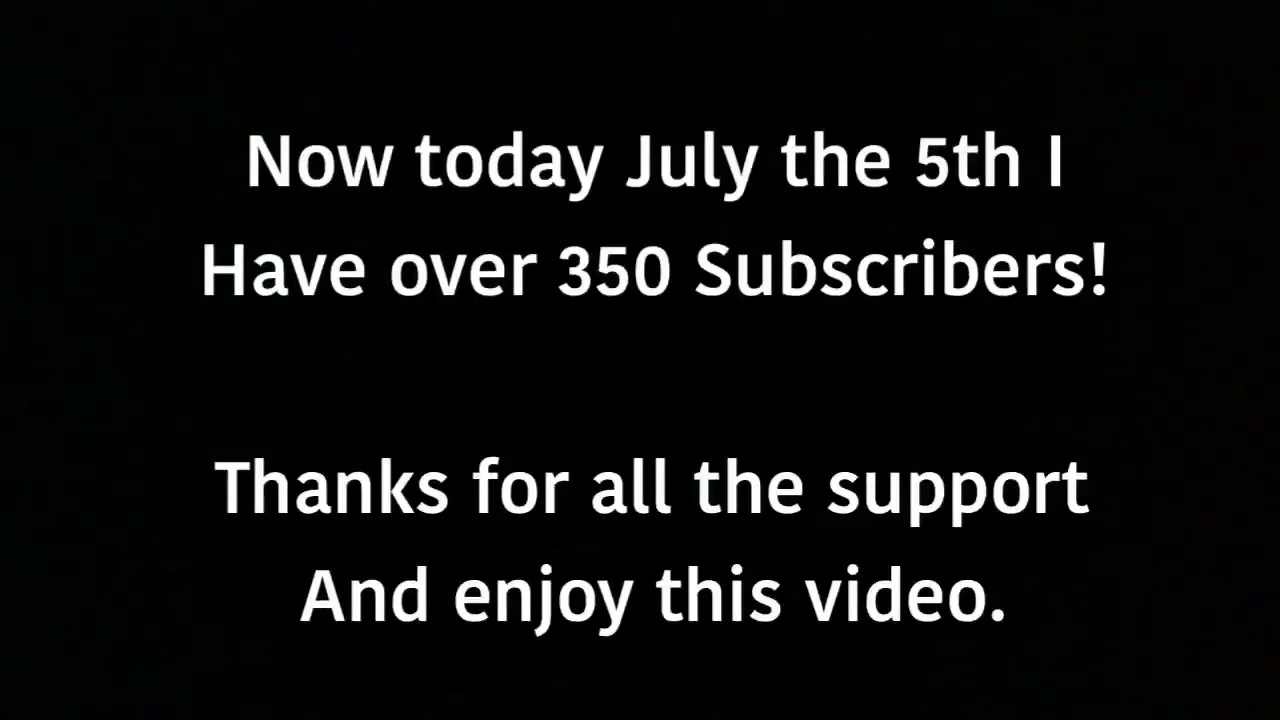 Now today July the 5th I
Have over 350 Subscribers!
Thanks for all the support
And enjoy this video.